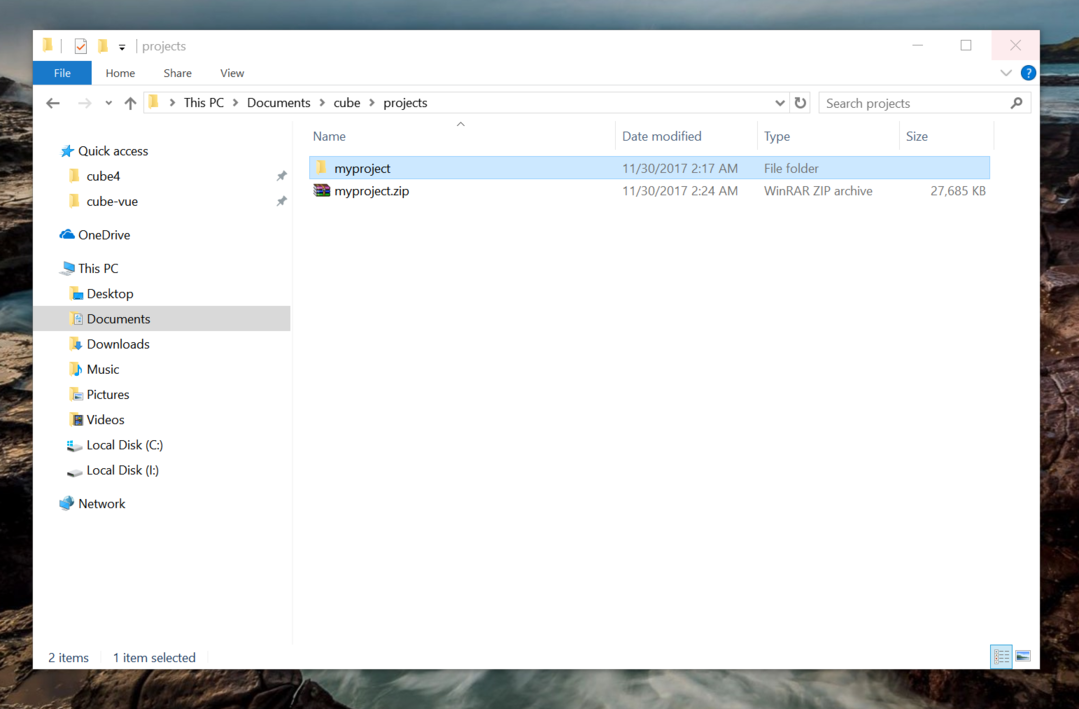 projects
File Home Share View
?
This PC Documents cube projects
Search projects
Name Date modified Type Size
myproject 11/30/2017 2:17 AM File folder
myproject.zip 11/30/2017 2:24 AM WinRAR ZIP archive 27,685 KB
Quick access
cube4
cube-vue
OneDrive
This PC
Desktop
Documents
Downloads
Music
Pictures
Videos
Local Disk (C:)
Local Disk (I:)
Network
2 items 1 item selected